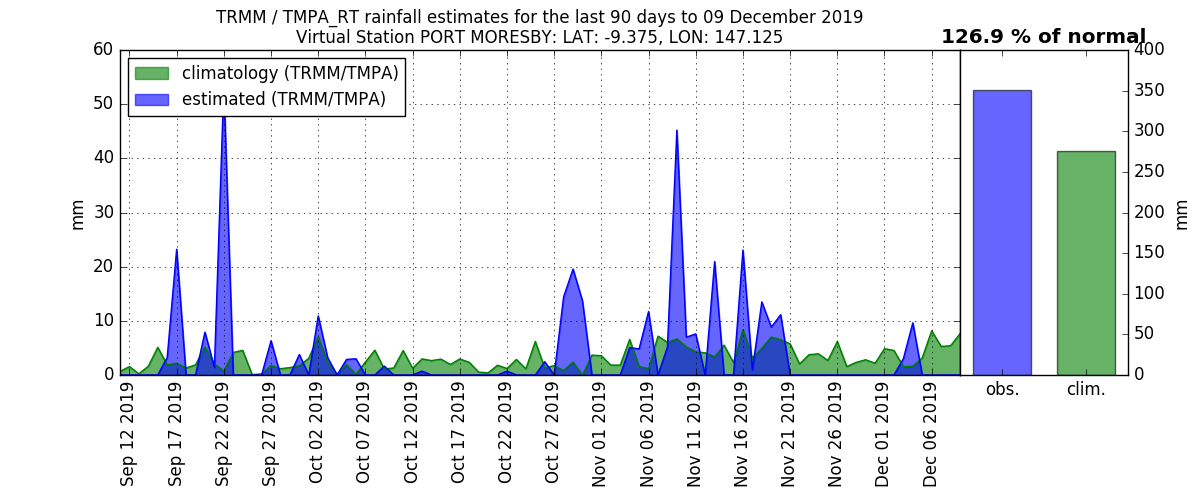 TRMM / TMPA_RT rainfall estimates for the last 90 days to 09 December 2019
Virtual Station PORT MORESBY: LAT: -9.375, LON: 147.125
126.9 % of normal
climatology (TRMM/TMPA)
estimated (TRMM/TMPA)
60
50
40
30
20
10
0
mm
Sep 12 2019
Sep 17 2019
Sep 22 2019
Sep 27 2019
Oct 02 2019
Oct 07 2019
Oct 12 2019
Oct 17 2019
Oct 22 2019
Oct 27 2019
Nov 01 2019
Nov 06 2019
Nov 11 2019
Nov 16 2019
Nov 21 2019
Nov 26 2019
Dec 01 2019
Dec 06 2019
obs.
clim.
400
350
300
250
200
150
100
50
0
mm